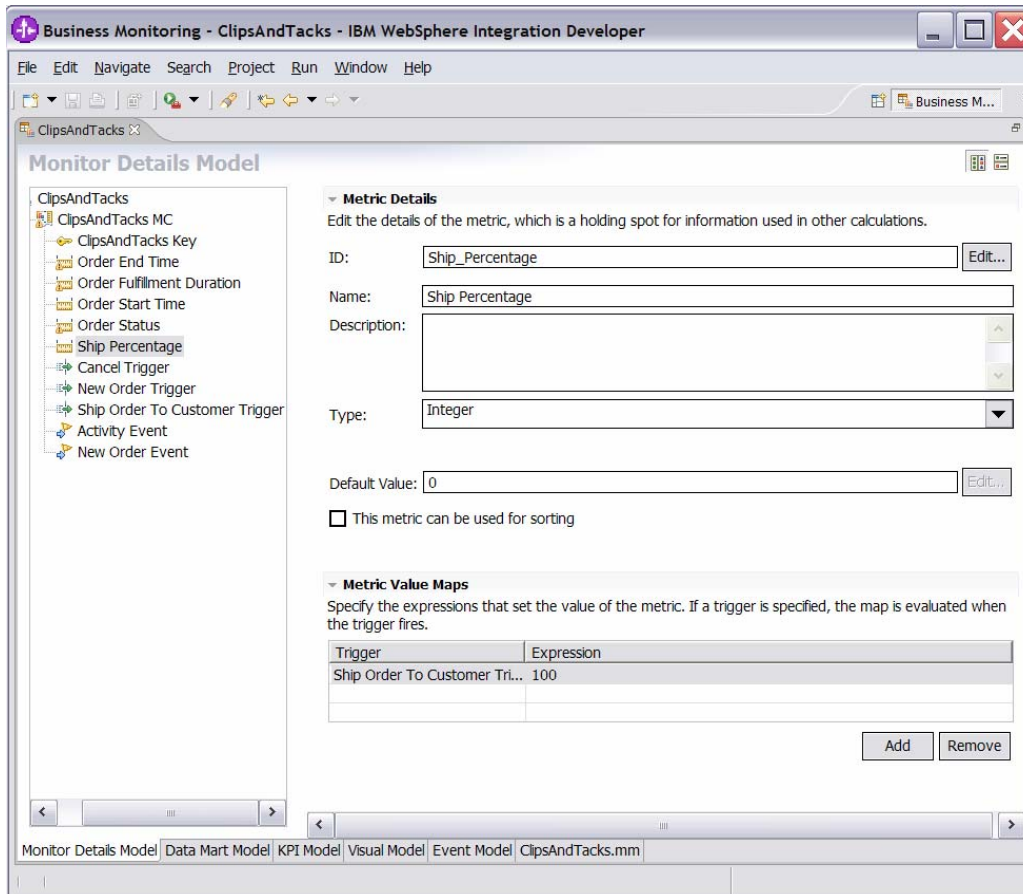 Business Monitoring - ClipsAndTacks - IBM WebSphere Integration Developer
File Edit Navigate Search Project Run Window Help
Business M...
ClipsAndTacks
Monitor Details Model
ClipsAndTacks
ClipsAndTacks MC
ClipsAndTacks Key
Order End Time
Order Fulfillment Duration
Order Start Time
Order Status
Ship Percentage
Cancel Trigger
New Order Trigger
Ship Order To Customer Trigger
Activity Event
New Order Event
Metric Details
Edit the details of the metric, which is a holding spot for information used in other calculations.
ID: Ship_Percentage Edit...
Name: Ship Percentage
Description:
Type: Integer
Default Value: 0 Edit...
This metric can be used for sorting
Metric Value Maps
Specify the expressions that set the value of the metric. If a trigger is specified, the map is evaluated when
the trigger fires.
Trigger Expression
Ship Order To Customer Tri... 100
Add Remove
Monitor Details Model Data Mart Model KPI Model Visual Model Event Model ClipsAndTacks.mm